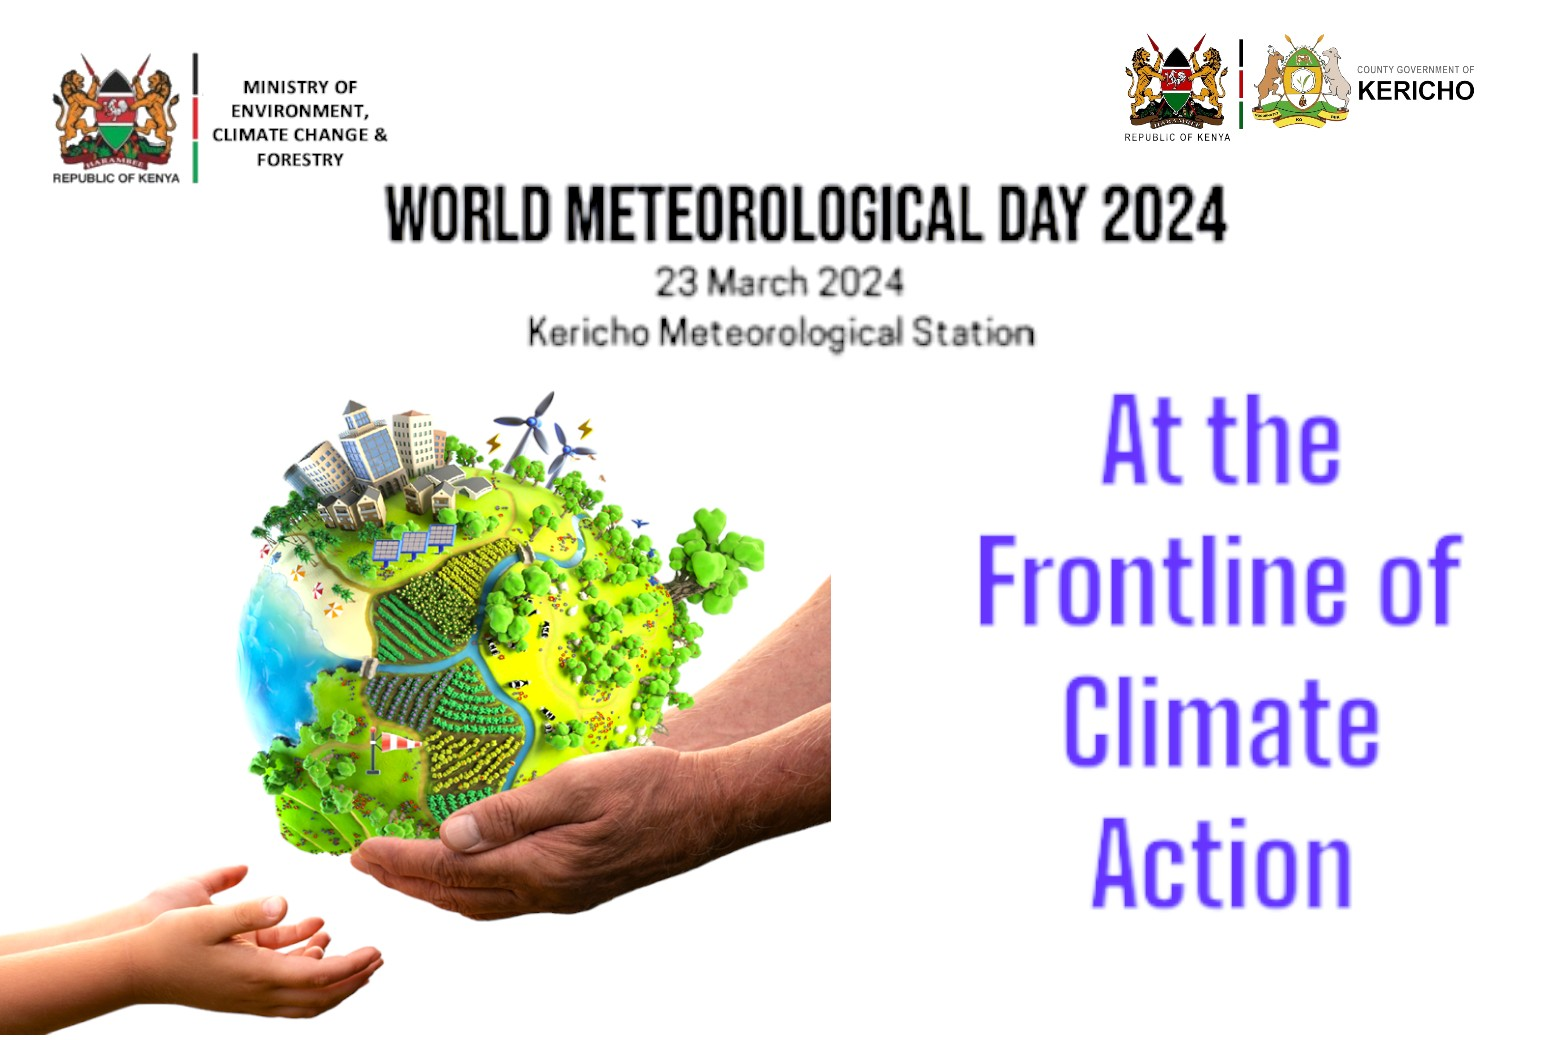 MINISTRY OF
ENVIRONMENT,
CLIMATE CHANGE &
FORESTRY
HARAMBEE
REPUBLIC OF KENYA
HARAMBEE
REPUBLIC OF KENYA
COUNTY GOVERNMENT OF
KERICHO
WORLD METEOROLOGICAL DAY 2024
23 March 2024
Kericho Meteorological Station
At the
Frontline of
Climate
Action